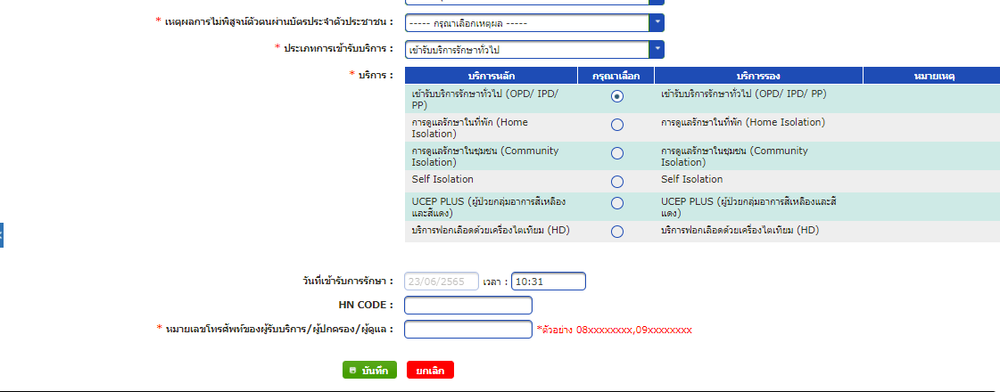 * เหตุผลการไม่พิสูจน์ตัวตนผ่านบัตรประจำตัวประชาชน : ----- กรุณาเลือกเหตุผล -----
* ประเภทการเข้ารับบริการ : เข้ารับบริการรักษาทั่วไป
* บริการ : บริการหลัก กรุณาเลือก บริการรอง หมายเหตุ
เข้ารับบริการรักษาทั่วไป (OPD/ IPD/ เข้ารับบริการรักษาทั่วไป (OPD/ IPD/ PP)
PP)
การดูแลรักษาในที่พัก (Home การดูแลรักษาในที่พัก (Home Isolation)
Isolation)
การดูแลรักษาในชุมชน (Community การดูแลรักษาในชุมชน (Community
Isolation) Isolation)
Self Isolation Self Isolation
UCEP PLUS (ผู้ป่วยกลุ่มอาการสีเหลือง UCEP PLUS (ผู้ป่วยกลุ่มอาการสีเหลืองและสี
และสีแดง) แดง)
บริการฟอกเลือดด้วยเครื่องไตเทียม (HD) บริการฟอกเลือดด้วยเครื่องไตเทียม (HD)
วันที่เข้ารับการรักษา : 23/06/2565 เวลา : 10:31
HN CODE :
* หมายเลขโทรศัพท์ของผู้รับบริการ/ผู้ปกครอง/ผู้ดูแล : *ตัวอย่าง 08xxxxxxxx,09xxxxxxxx
บันทึก ยกเลิก